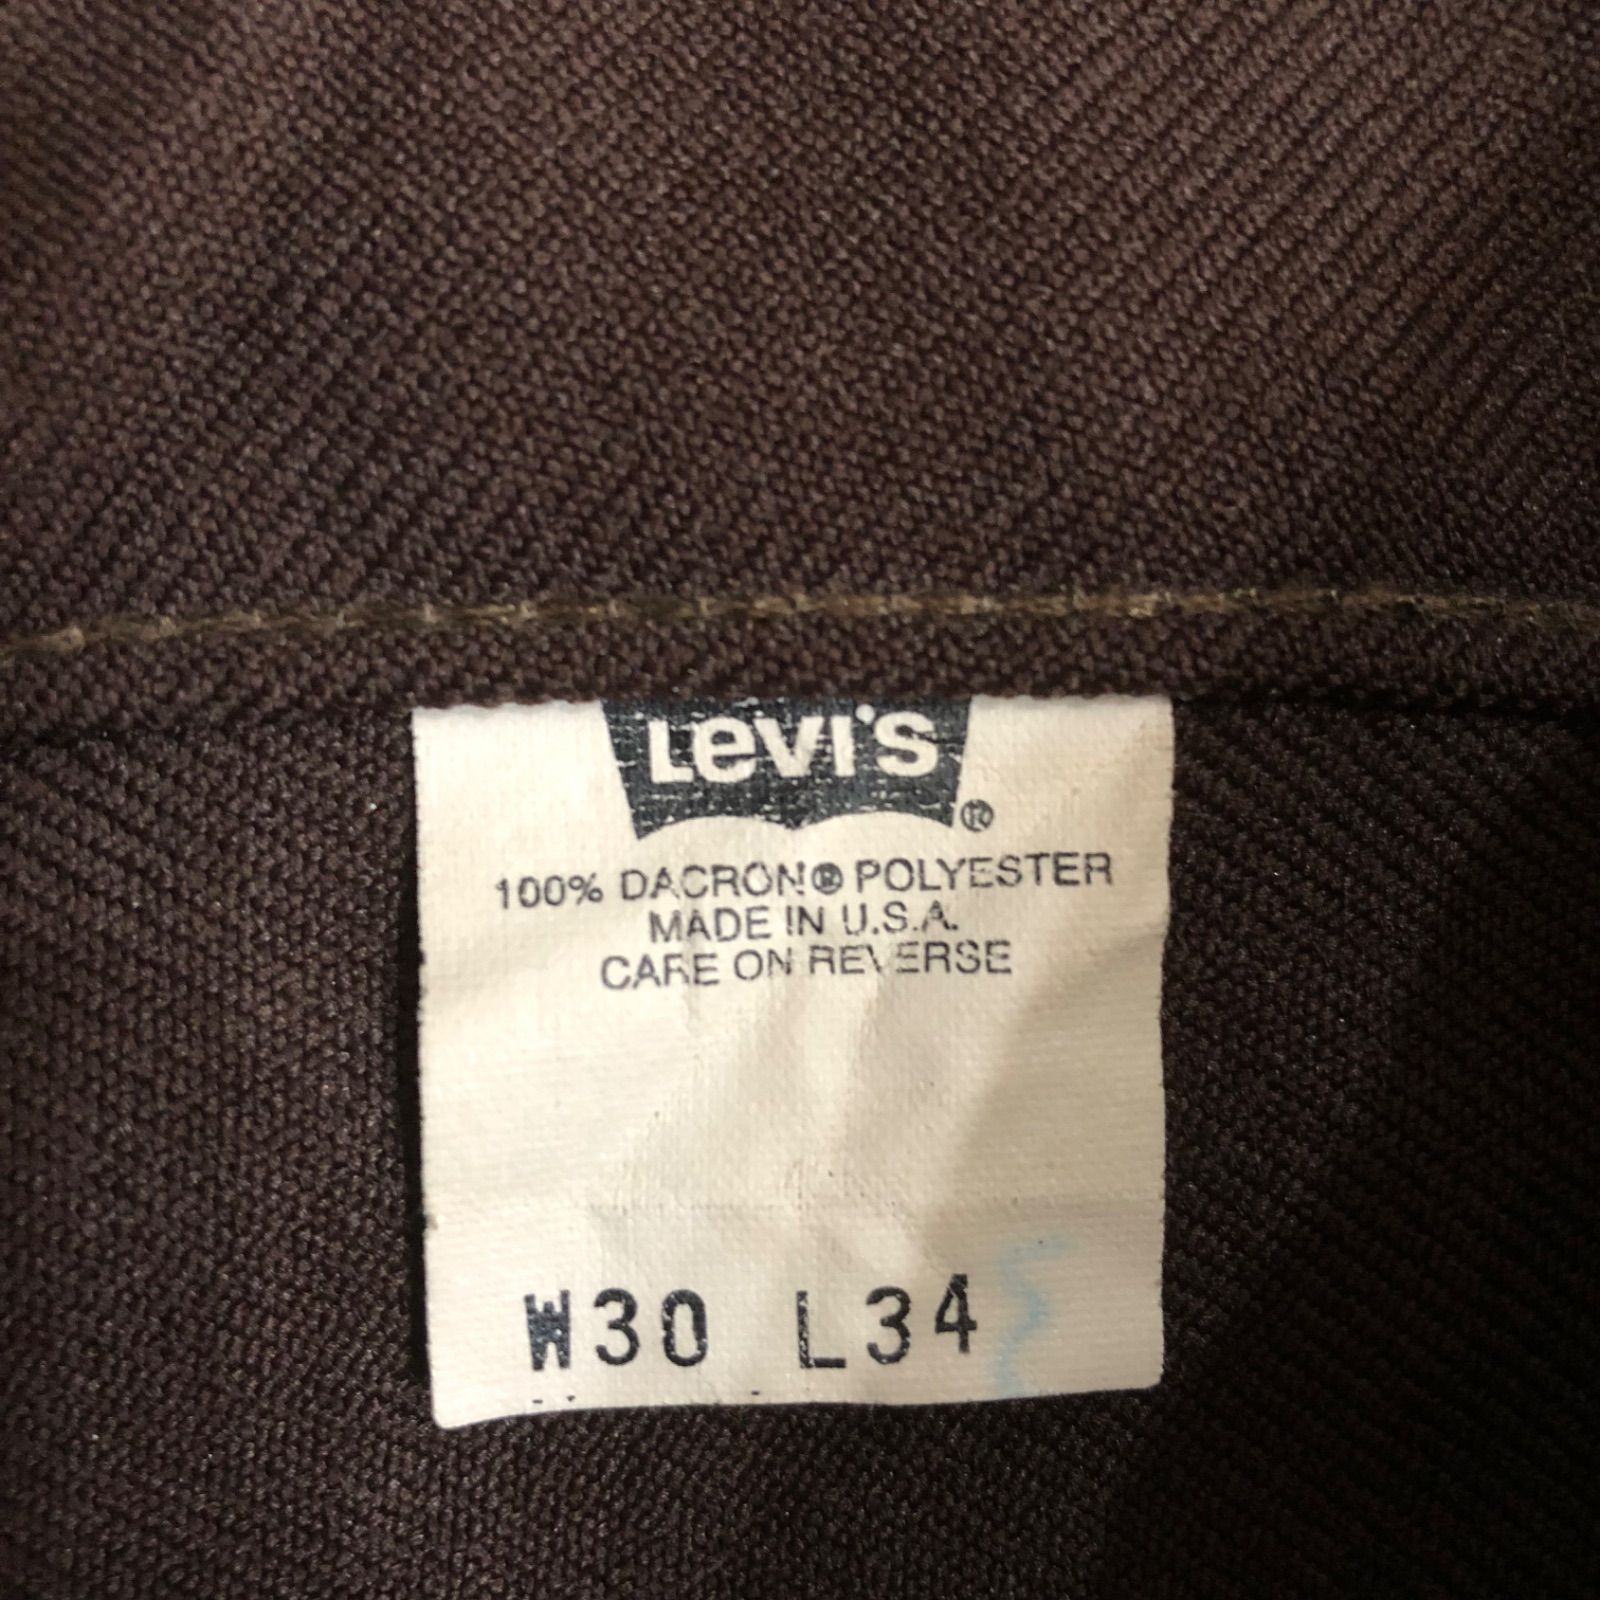 Levi's ®
100% DACRON® POLYESTER
MADE IN U.S.A.
CARE ON REVERSE
W30 L34